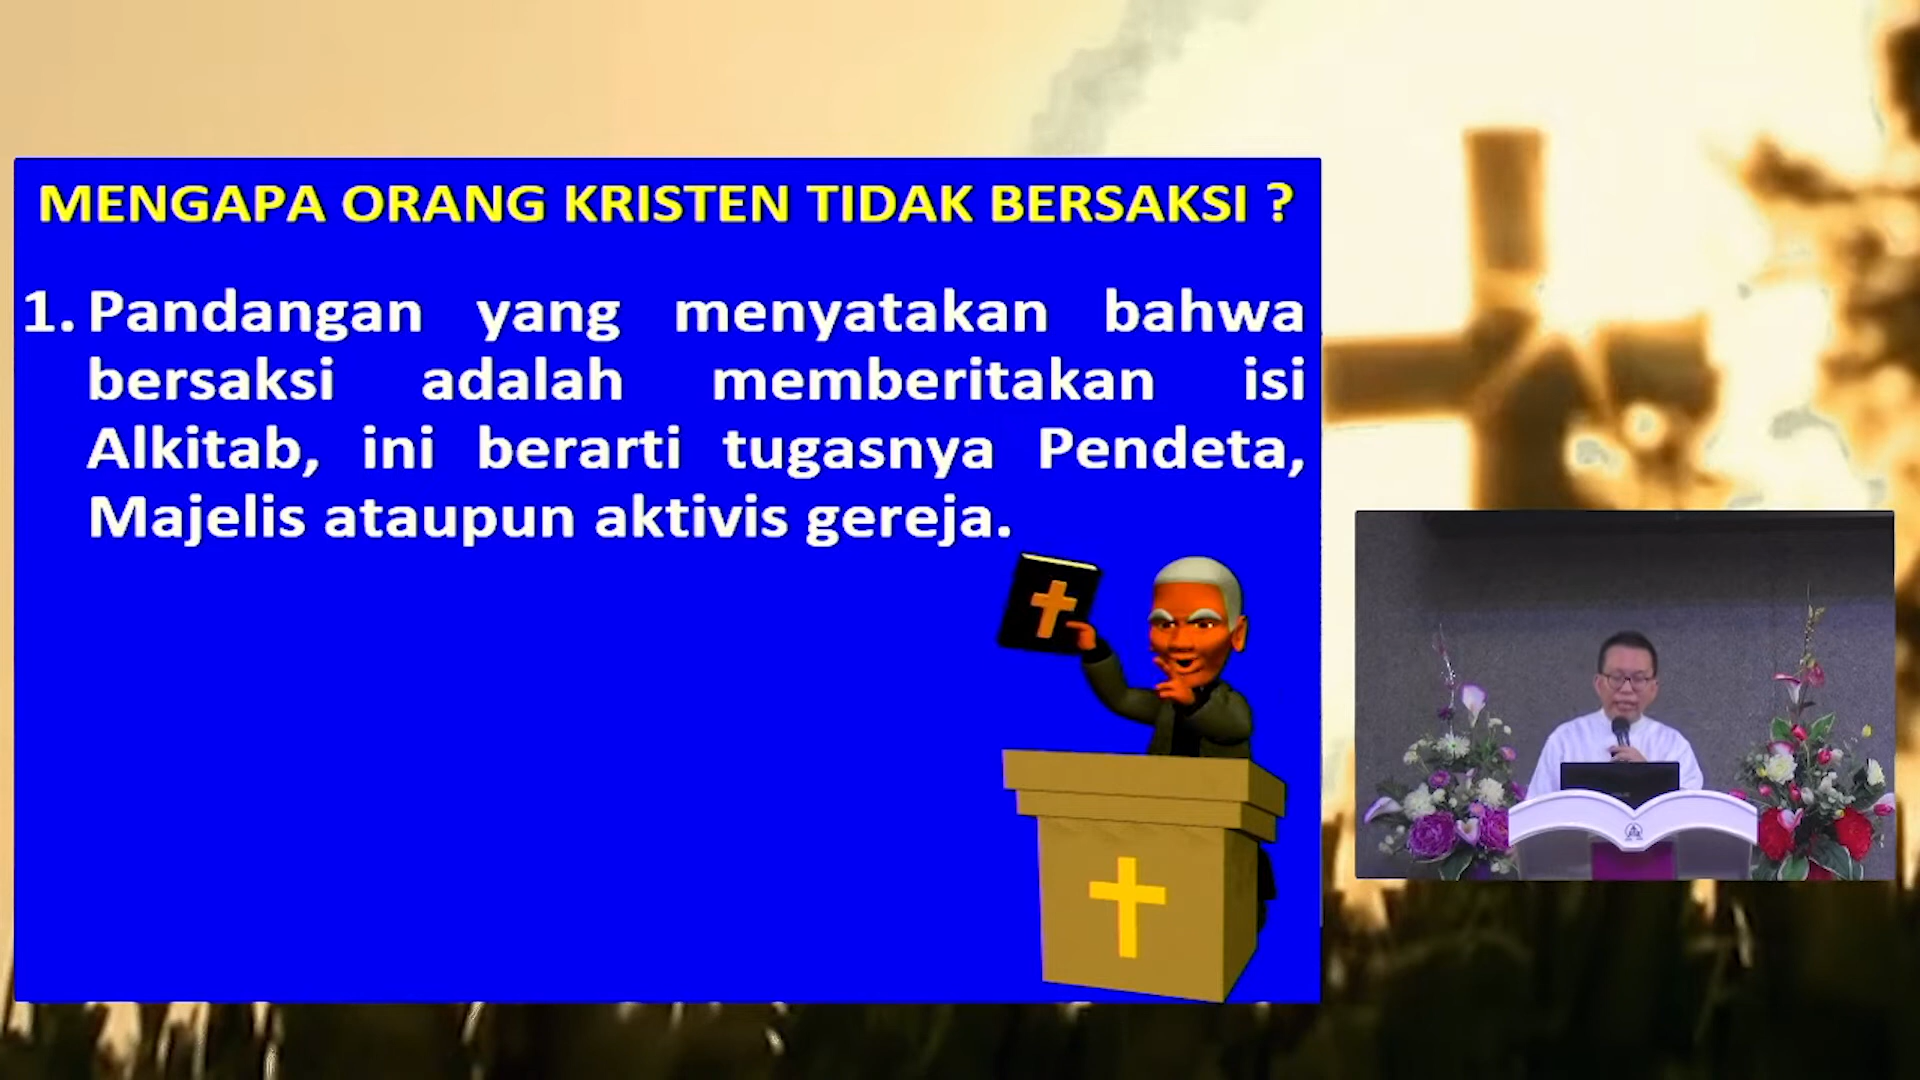 MENGAPA ORANG KRISTEN TIDAK BERSAKSI ?
1. Pandangan yang menyatakan bahwa
bersaksi adalah memberitakan isi
Alkitab, ini berarti tugasnya Pendeta,
Majelis ataupun aktivis gereja.